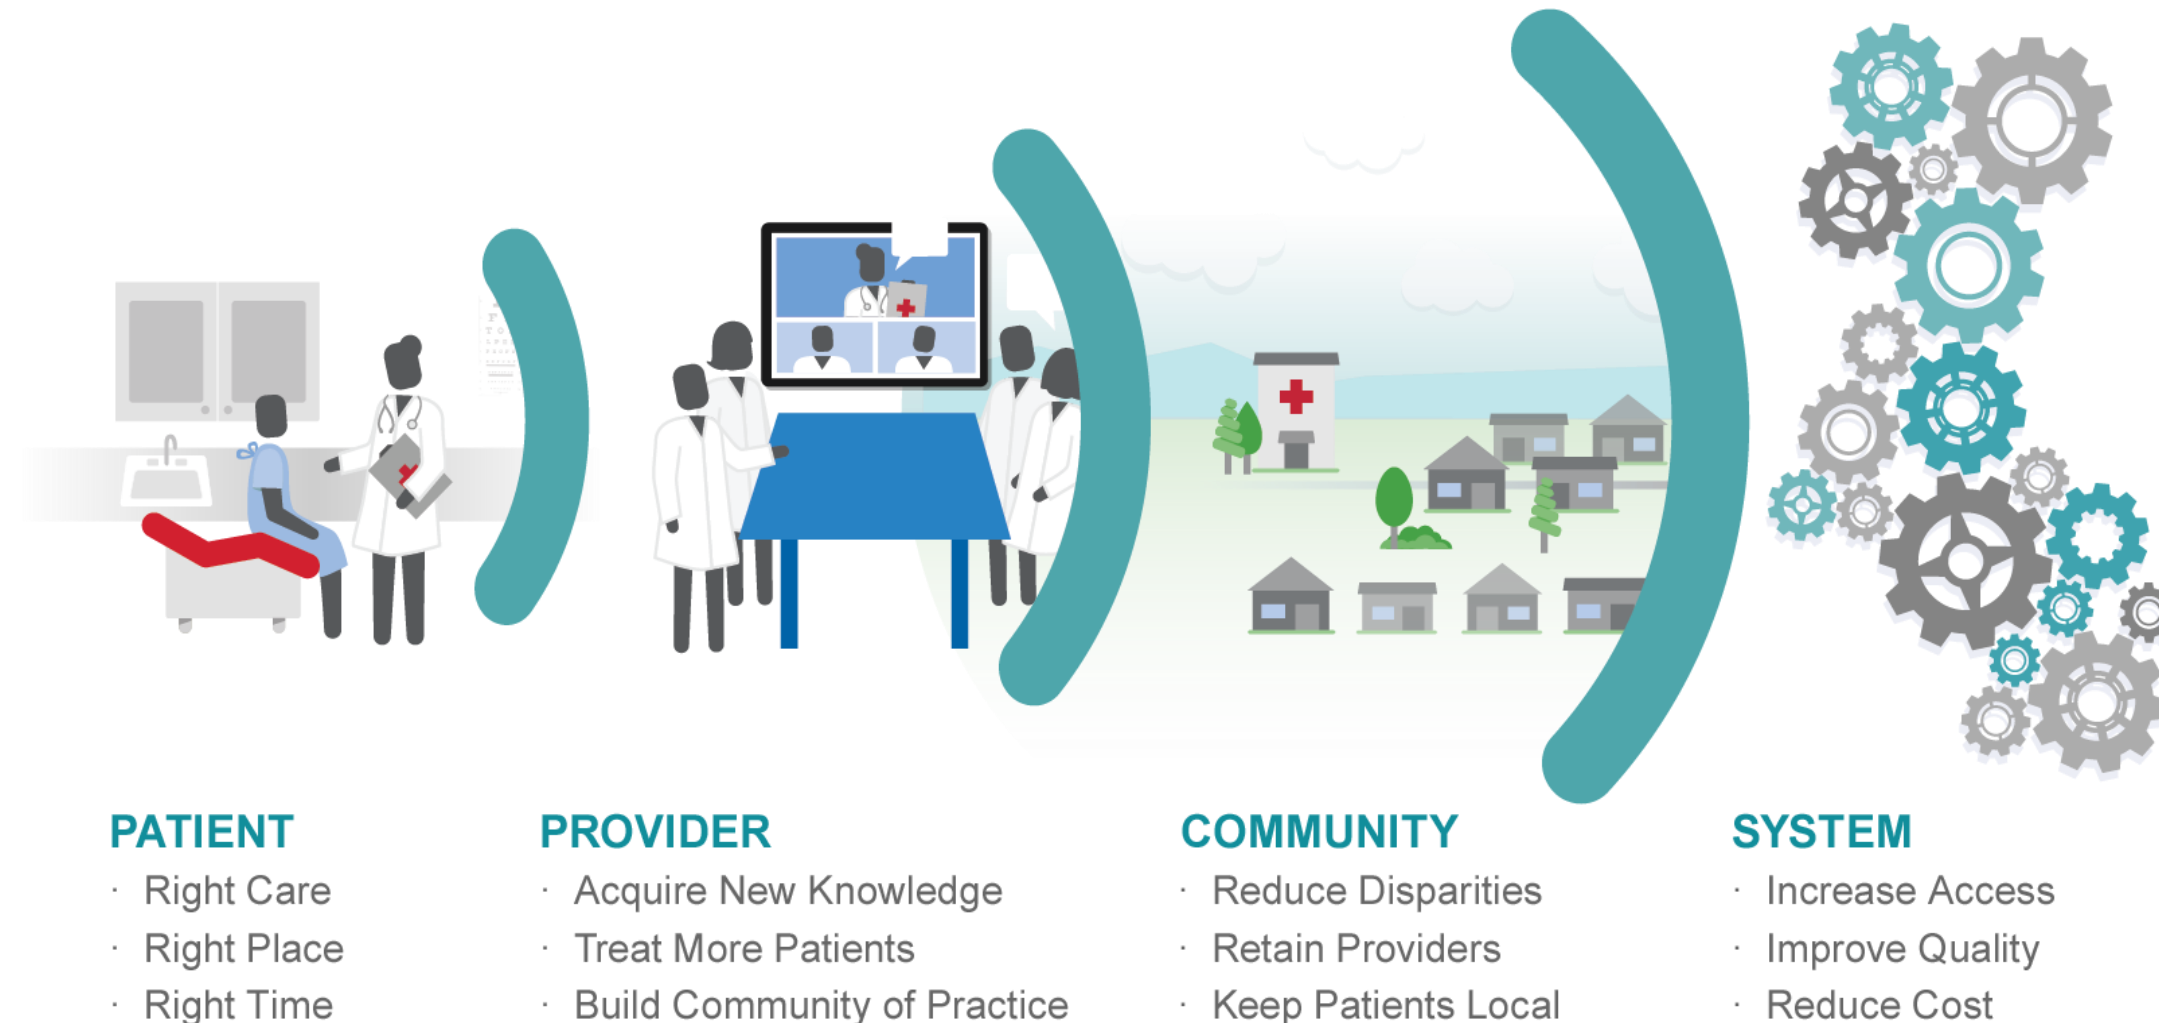 PATIENT
· Right Care
· Right Place
· Right Time
PROVIDER
· Acquire New Knowledge
· Treat More Patients
· Build Community of Practice
COMMUNITY
· Reduce Disparities
· Retain Providers
· Keep Patients Local
SYSTEM
· Increase Access
· Improve Quality
· Reduce Cost